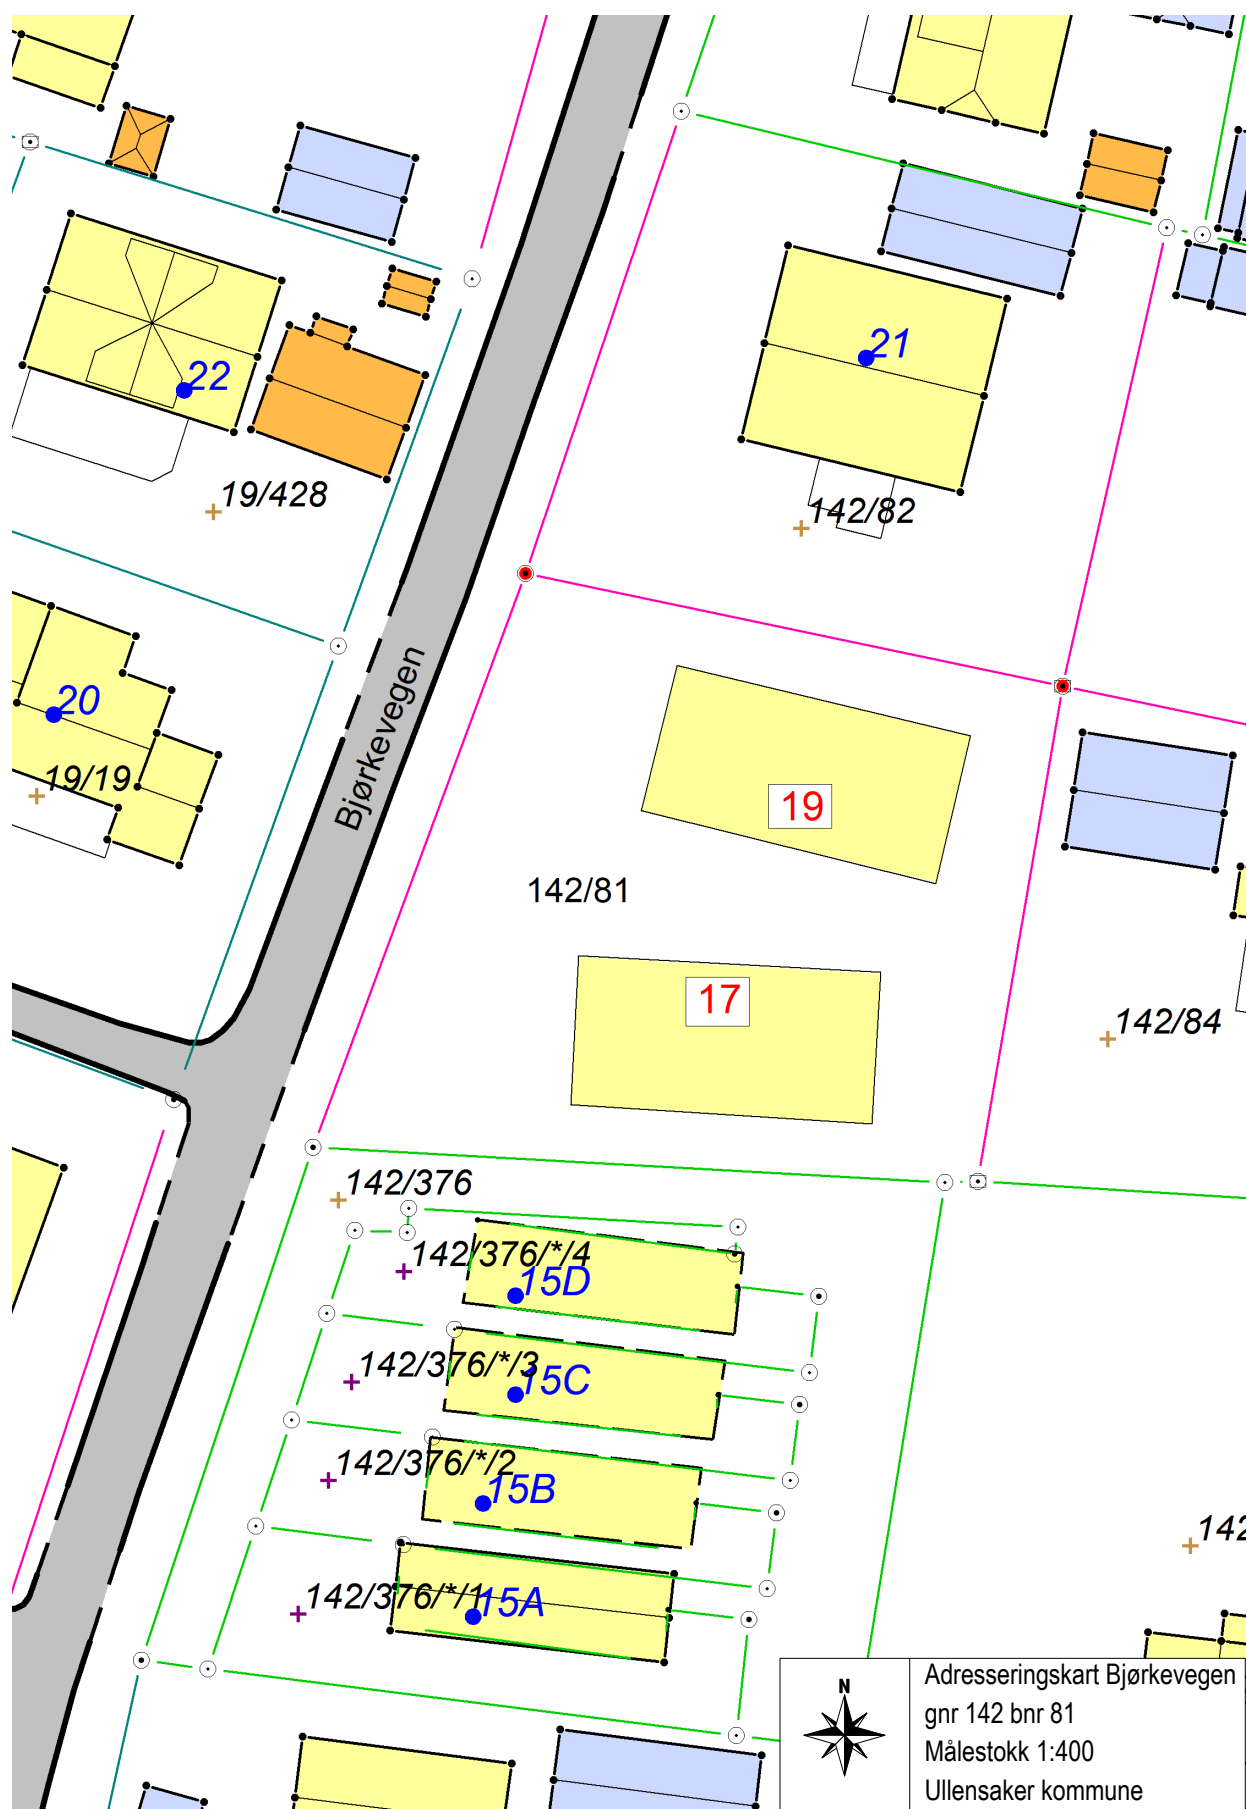 21
22
19/428
142/82
20
19/19
Bjørkevegen
19
142/81
17
142/84
142/376
142/376/*/4
15D
142/376/*/3
15C
142/376/*/2
15B
142
142/376/*/1
15A
N
Adresseringskart Bjørkevegen
gnr 142 bnr 81
Målestokk 1:400
Ullensaker kommune